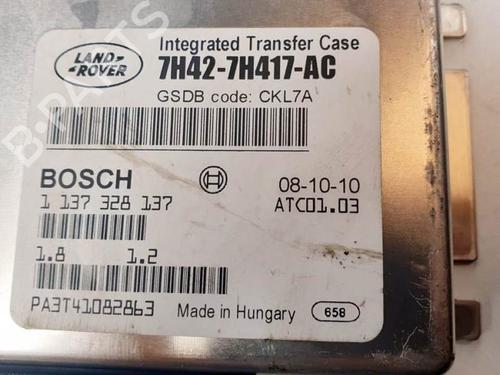 LAND-
ROVER
Integrated Transfer Case
7H42-7H417-AC
GSDB code: CKL7A
BOSCH
08-10-10
1 137 328 137
ATC01.03
1.8 1.2
PA3T41082863
Made in Hungary
658
B-PARTS